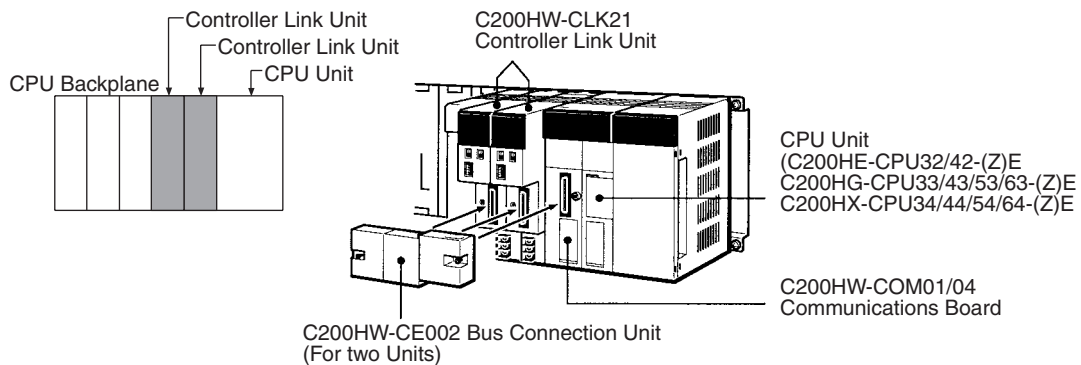 Controller Link Unit
Controller Link Unit
CPU Unit
CPU Backplane
C200HW-CLK21
Controller Link Unit
CPU Unit
(C200HE-CPU32/42-(Z)E
C200HG-CPU33/43/53/63-(Z)E
C200HX-CPU34/44/54/64-(Z)E
C200HW-COM01/04
Communications Board
C200HW-CE002 Bus Connection Unit
(For two Units)